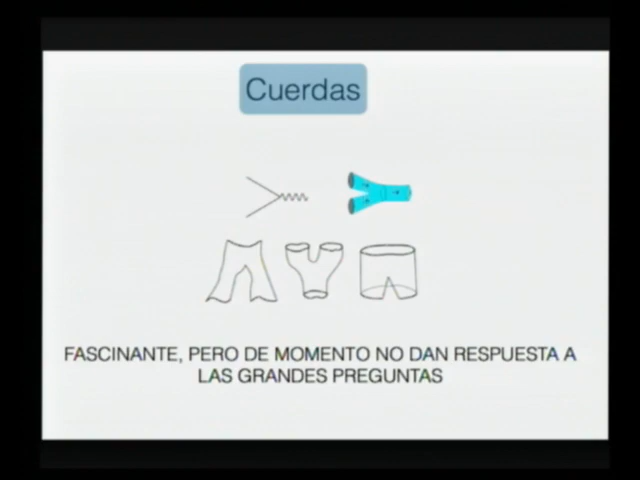 Cuerdas
FASCINANTE, PERO DE MOMENTO NO DAN RESPUESTA A
LAS GRANDES PREGUNTAS